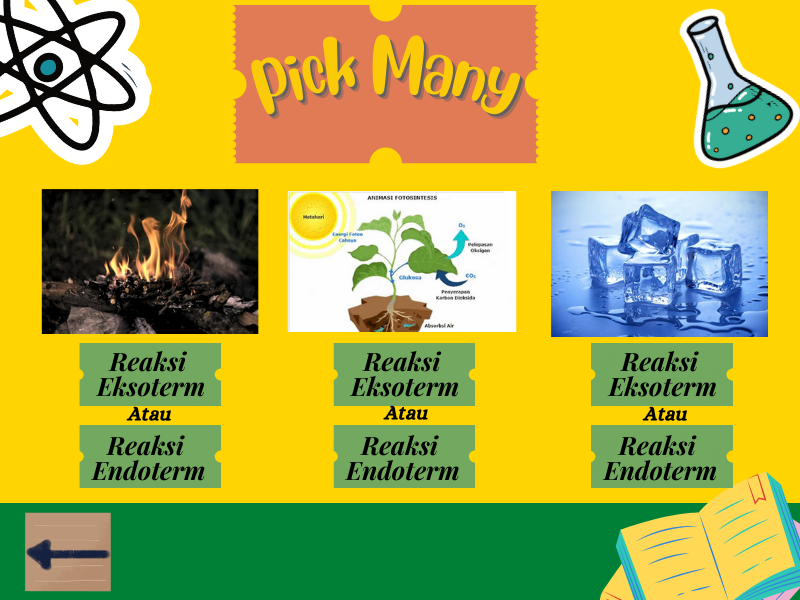 Pick Many
ANIMASI FOTOSINTESIS
Matahari
Energi Foton
Cahaya
O₂
Pelepasan
Oksigen
Glukosa
CO₂
Penyerapan
Karbon Dioksida
Absorbsi Air
Reaksi
Eksoterm
Atau
Reaksi
Endoterm
Reaksi
Eksoterm
Atau
Reaksi
Endoterm
Reaksi
Eksoterm
Atau
Reaksi
Endoterm